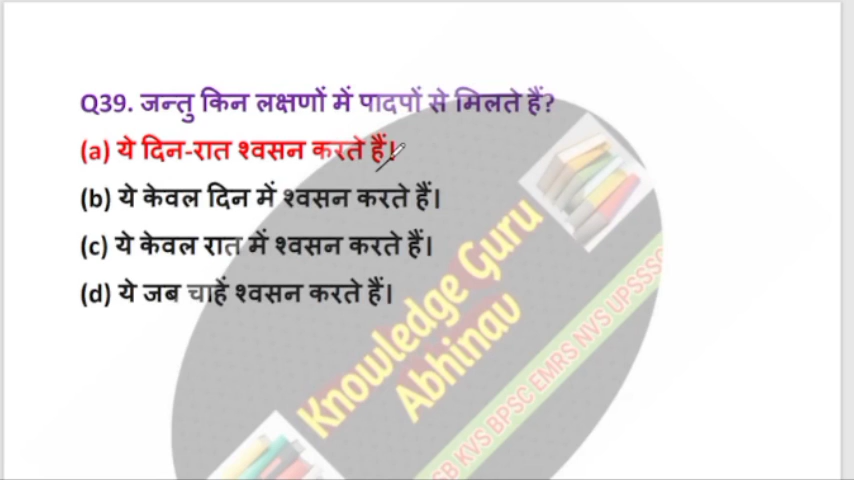 Q39. जन्तु किन लक्षणों में पादपों से मिलते हैं?
(a) ये दिन-रात श्वसन करते हैं।
(b) ये केवल दिन में श्वसन करते हैं।
(c) ये केवल रात में श्वसन करते हैं।
(d) ये जब चाहें श्वसन करते हैं।
Knowledge Guru
Abhinav
SB KVS BPSC EMRS NVS UPSSSC